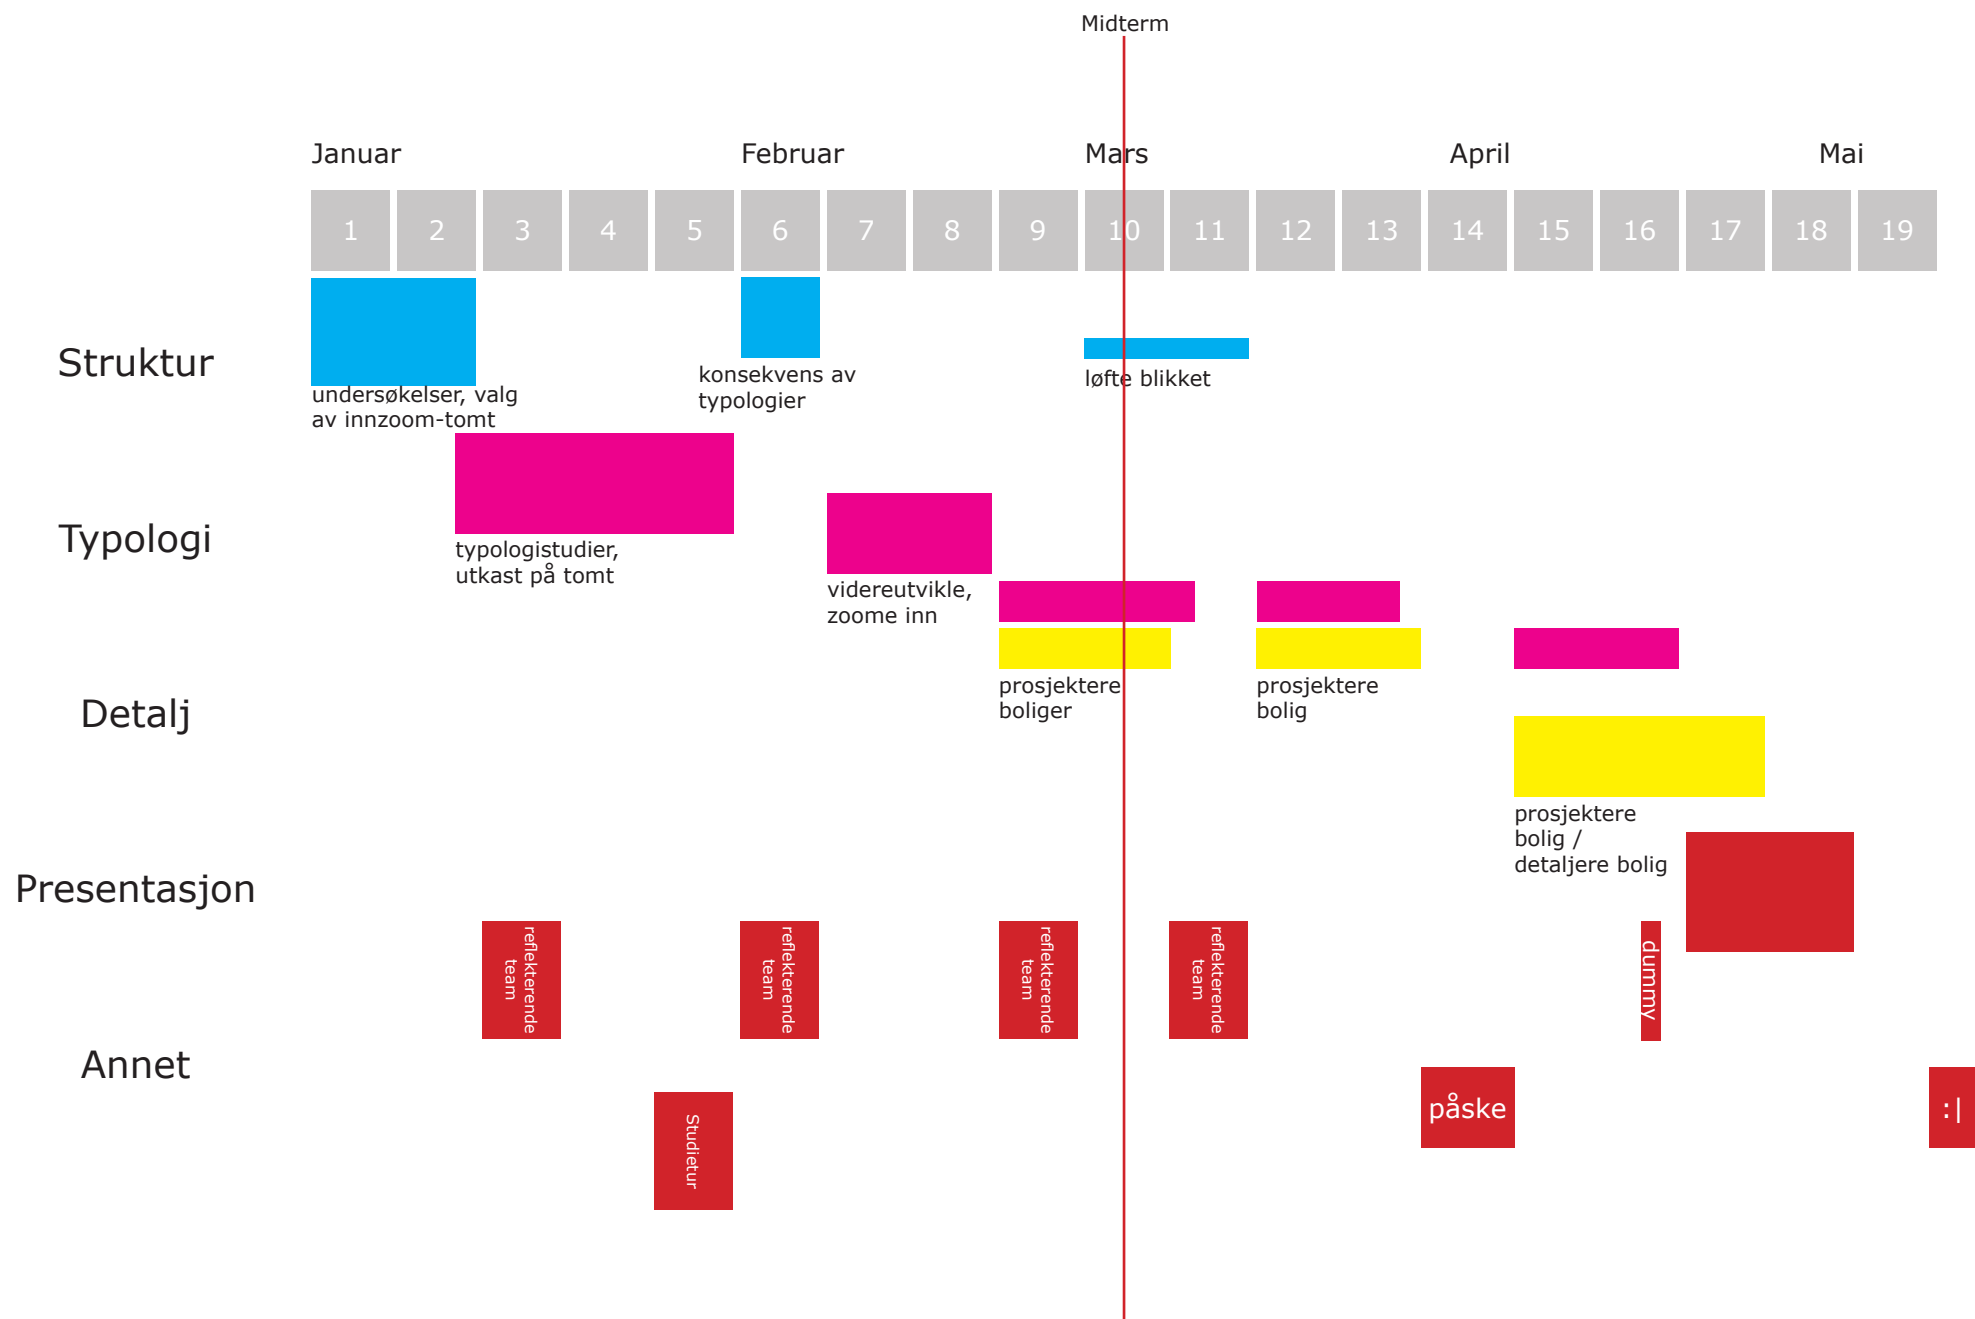 Midterm
Januar
Februar
Mars
April
Mai
1
2
3
4
5
6
7
8
9
10
11
12
13
14
15
16
17
18
19
Struktur
undersøkelser, valg
av innzoom-tomt
konsekvens av
typologier
løfte blikket
Typologi
typologistudier,
utkast på tomt
videreutvikle,
zoome inn
Detalj
prosjektere
boliger
prosjektere
bolig
prosjektere
bolig /
detaljere bolig
Presentasjon
reflekterende
team
reflekterende
team
reflekterende
team
reflekterende
team
dummy
Annet
Studietur
påske
:|